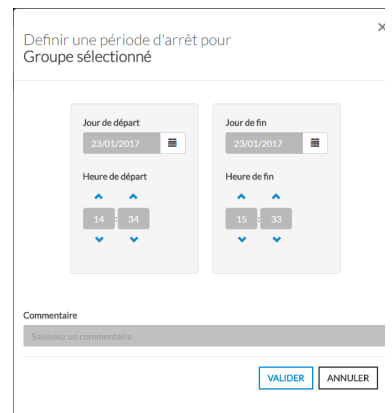 Definir une période d'arrêt pour
Groupe sélectionné
Jour de départ
23/01/2017
Heure de départ
14 : 34
Jour de fin
23/01/2017
Heure de fin
15 : 33
Commentaire
Saisissez un commentaire
VALIDER
ANNULER